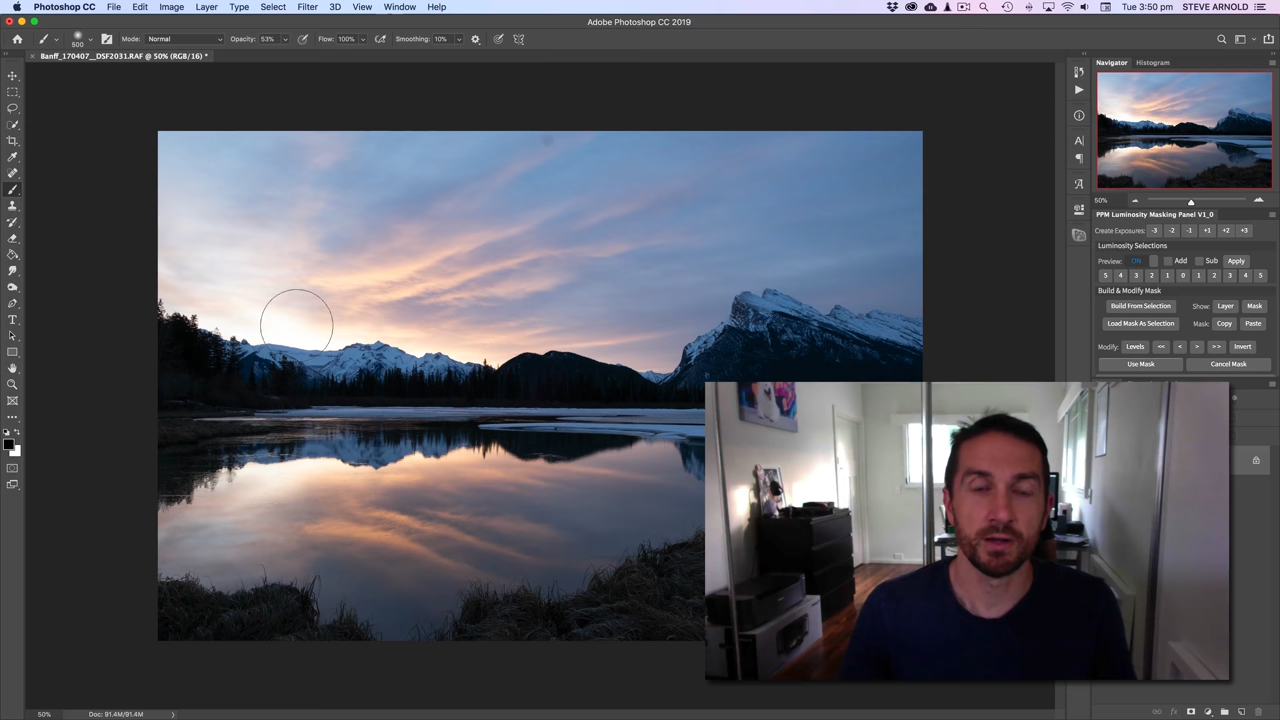 Photoshop CC File Edit Image Layer Type Select Filter 3D View Window Help Tue 3:50 pm STEVE ARNOLD
Adobe Photoshop CC 2019
500 Mode: Normal Opacity: 53% Flow: 100% Smoothing: 10%
Banff_170407__DSF2031.RAF @ 50% (RGB/16) *
Navigator Histogram
50%
PPM Luminosity Masking Panel V1_0
Create Exposures: -3 -2 -1 +1 +2 +3
Luminosity Selections
Preview: ON Add Sub Apply
5 4 3 2 1 0 1 2 3 4 5
Build & Modify Mask
Build From Selection Show: Layer Mask
Load Mask As Selection Mask: Copy Paste
Modify: Levels << < > >> Invert
Use Mask Cancel Mask
50% Doc: 91.4M/91.4M